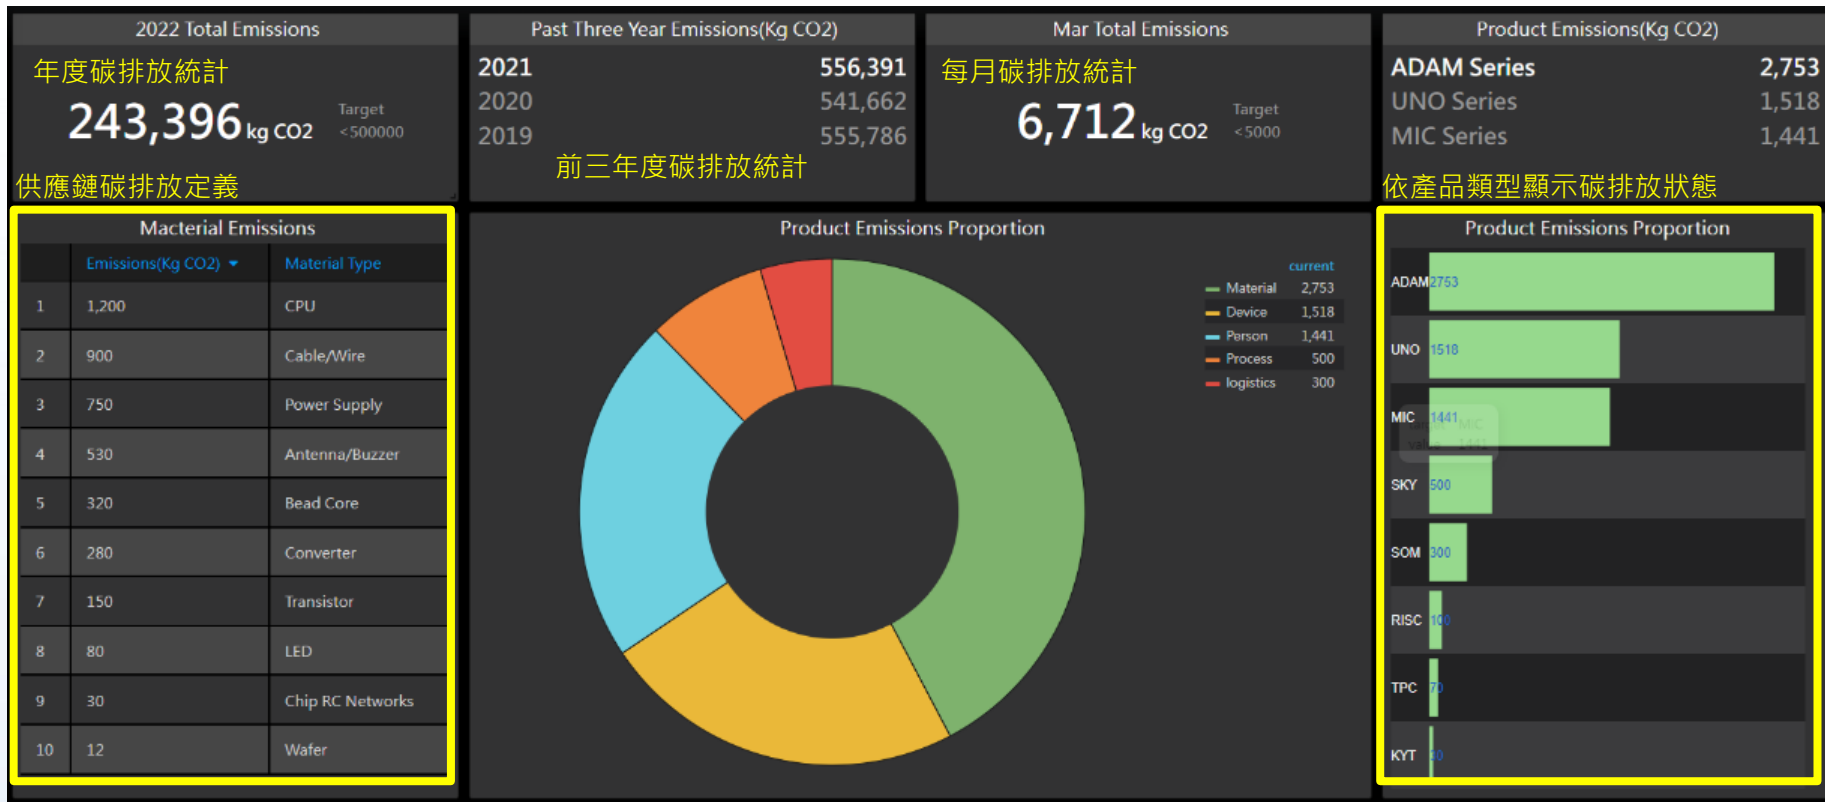 2022 Total Emissions
年度碳排放統計
243,396 kg CO2
Target
<500000
供應鏈碳排放定義
Past Three Year Emissions(Kg CO2)
2021 556,391
2020 541,662
2019 555,786
前三年度碳排放統計
Mar Total Emissions
每月碳排放統計
6,712 kg CO2
Target
<5000
Product Emissions(Kg CO2)
ADAM Series 2,753
UNO Series 1,518
MIC Series 1,441
依產品類型顯示碳排放狀態
Macterial Emissions
Emissions(Kg CO2) Material Type
1 1,200 CPU
2 900 Cable/Wire
3 750 Power Supply
4 530 Antenna/Buzzer
5 320 Bead Core
6 280 Converter
7 150 Transistor
8 80 LED
9 30 Chip RC Networks
10 12 Wafer
Product Emissions Proportion
current
Material 2,753
Device 1,518
Person 1,441
Process 500
logistics 300
Product Emissions Proportion
ADAM 2753
UNO 1518
MIC 1441
MIC
value 1441
SKY 500
SOM 300
RISC 100
TPC 70
KYT